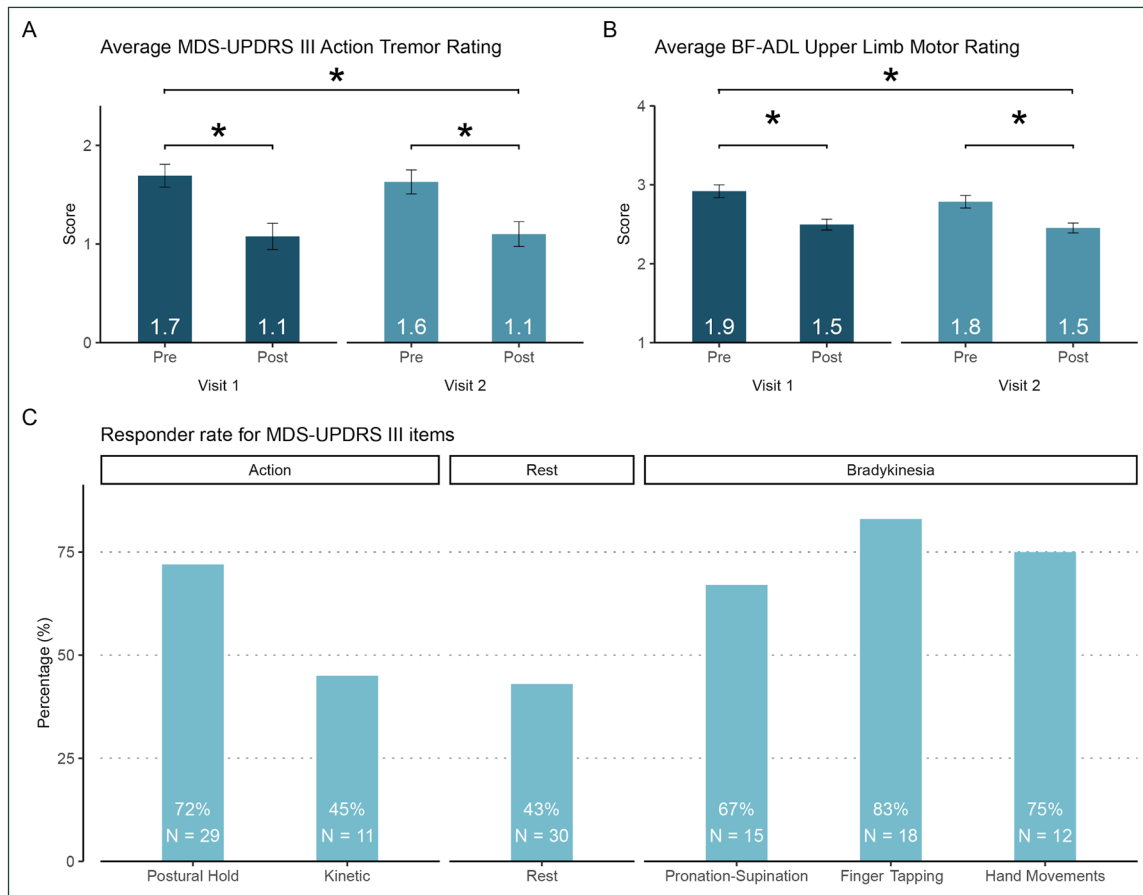 A
Average MDS-UPDRS III Action Tremor Rating
*
*
*
2
1
0
Score
1.7
1.1
1.6
1.1
Pre
Post
Pre
Post
Visit 1
Visit 2
B
Average BF-ADL Upper Limb Motor Rating
*
*
*
4
3
2
1
Score
1.9
1.5
1.8
1.5
Pre
Post
Pre
Post
Visit 1
Visit 2
C
Responder rate for MDS-UPDRS III items
Action
Rest
Bradykinesia
75
50
25
0
Percentage (%)
72%
N = 29
45%
N = 11
43%
N = 30
67%
N = 15
83%
N = 18
75%
N = 12
Postural Hold
Kinetic
Rest
Pronation-Supination
Finger Tapping
Hand Movements